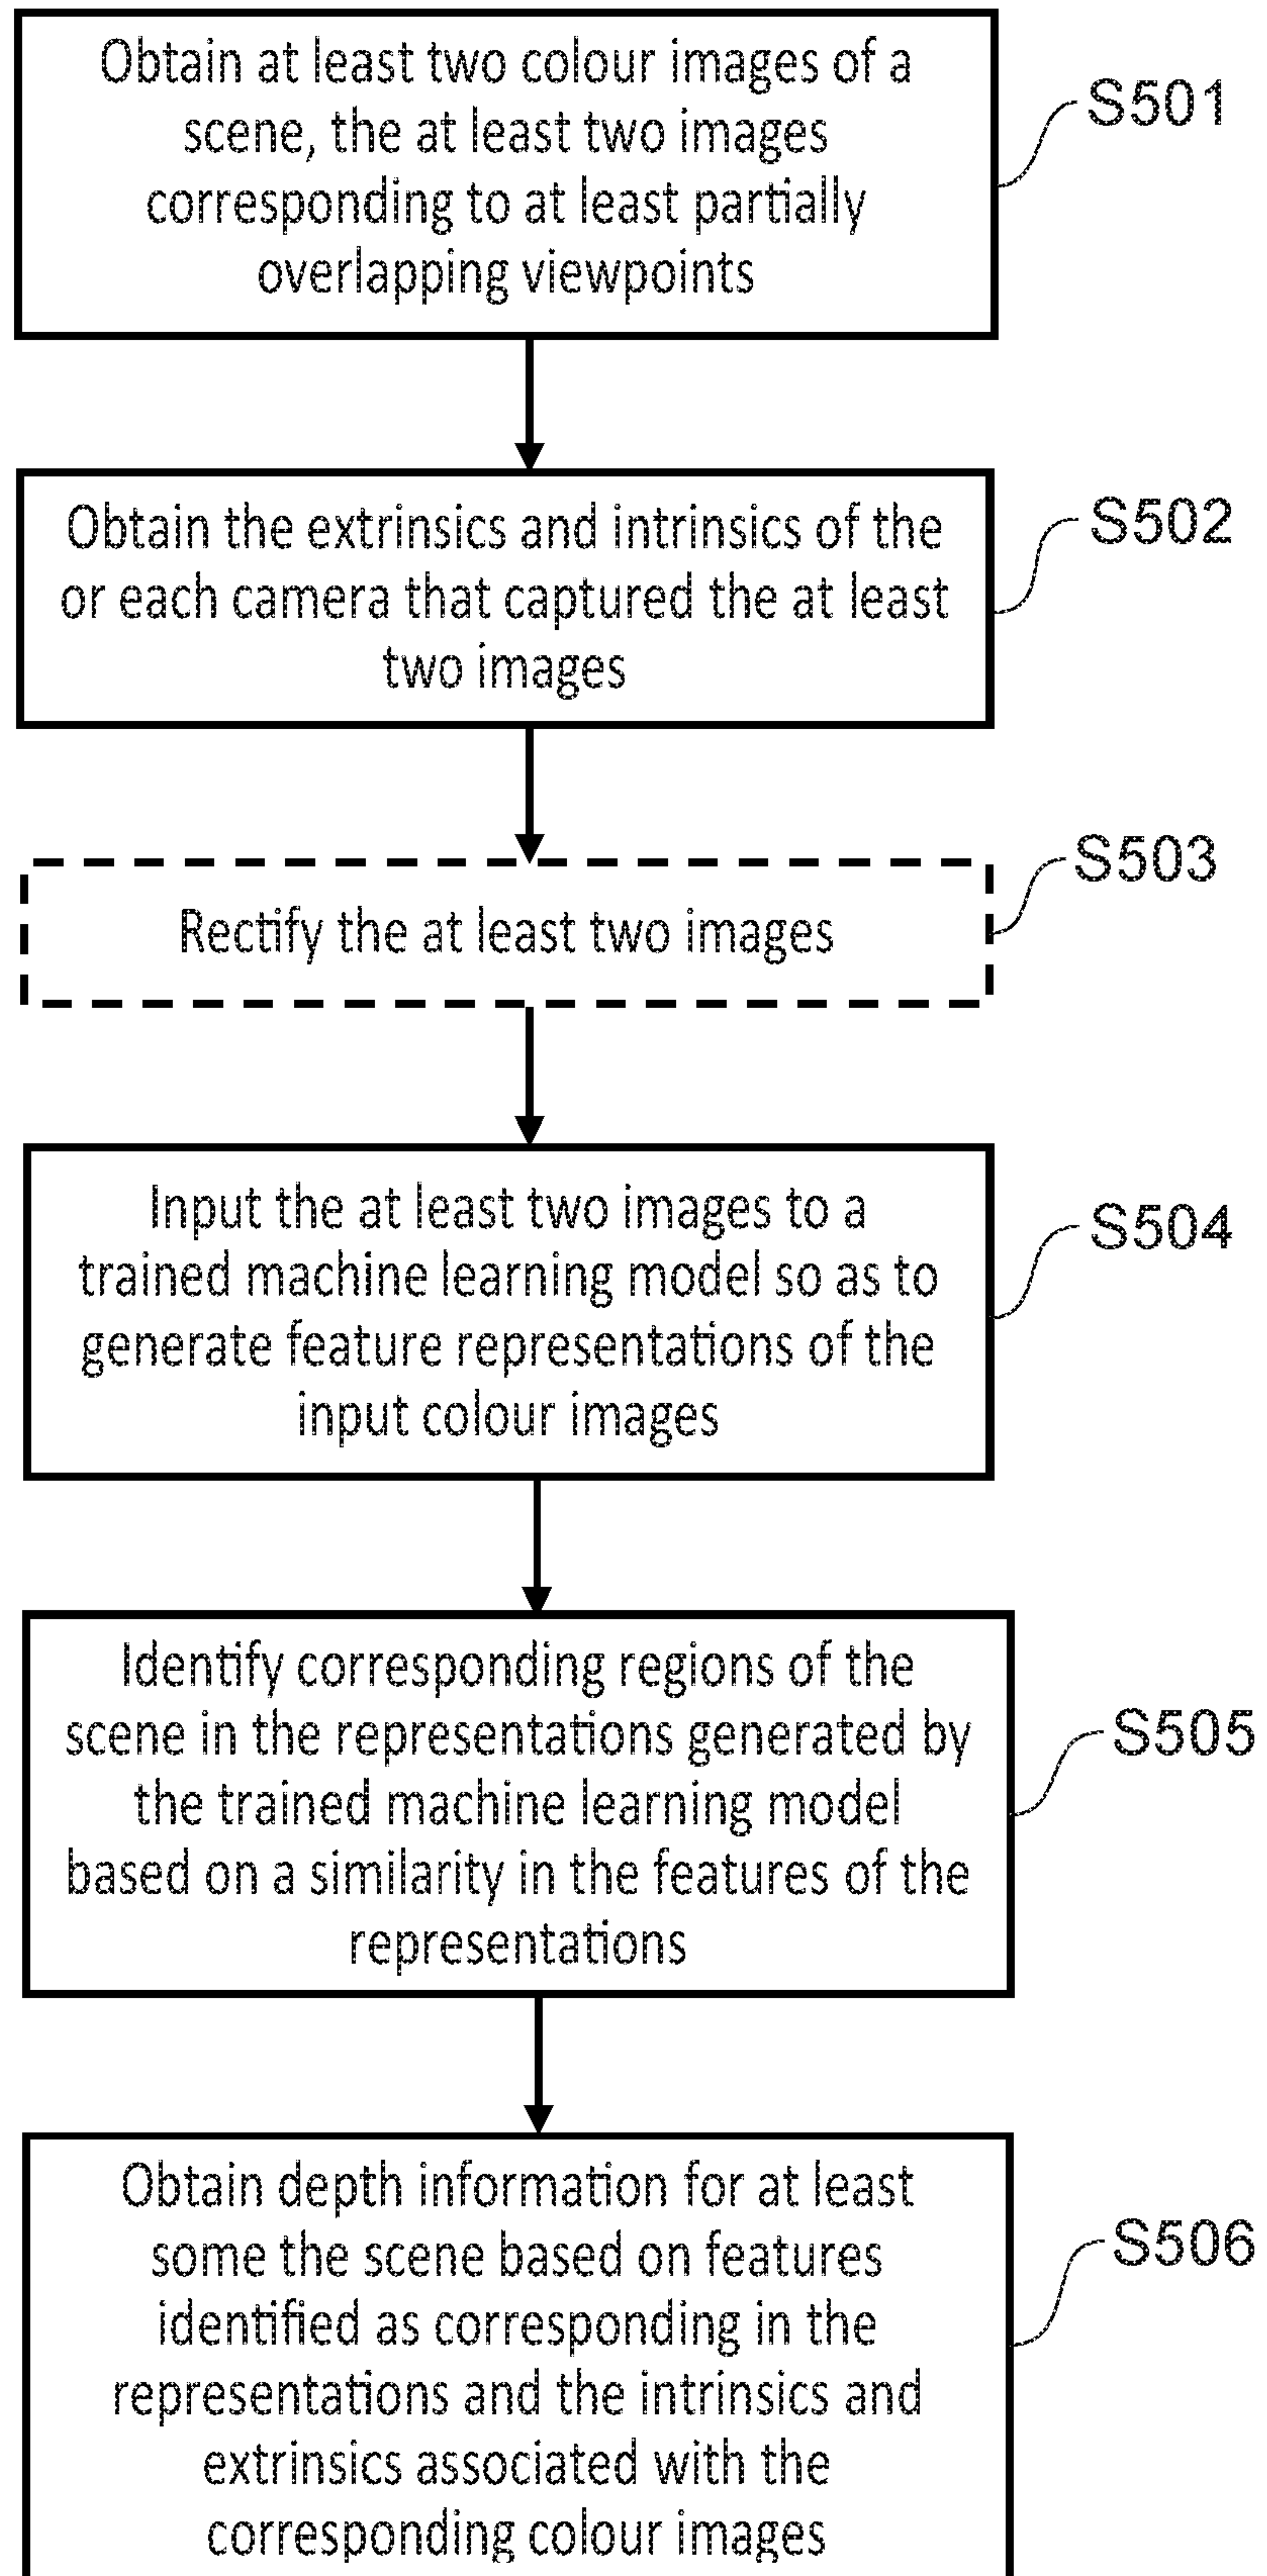 Obtain at least two colour images of a
scene, the at least two images
corresponding to at least partially
overlapping viewpoints
S501
Obtain the extrinsics and intrinsics of the
or each camera that captured the at least
two images
S502
Rectify the at least two images
S503
Input the at least two images to a
trained machine learning model so as to
generate feature representations of the
input colour images
S504
Identify corresponding regions of the
scene in the representations generated by
the trained machine learning model
based on a similarity in the features of the
representations
S505
Obtain depth information for at least
some the scene based on features
identified as corresponding in the
representations and the intrinsics and
extrinsics associated with the
corresponding colour images
S506